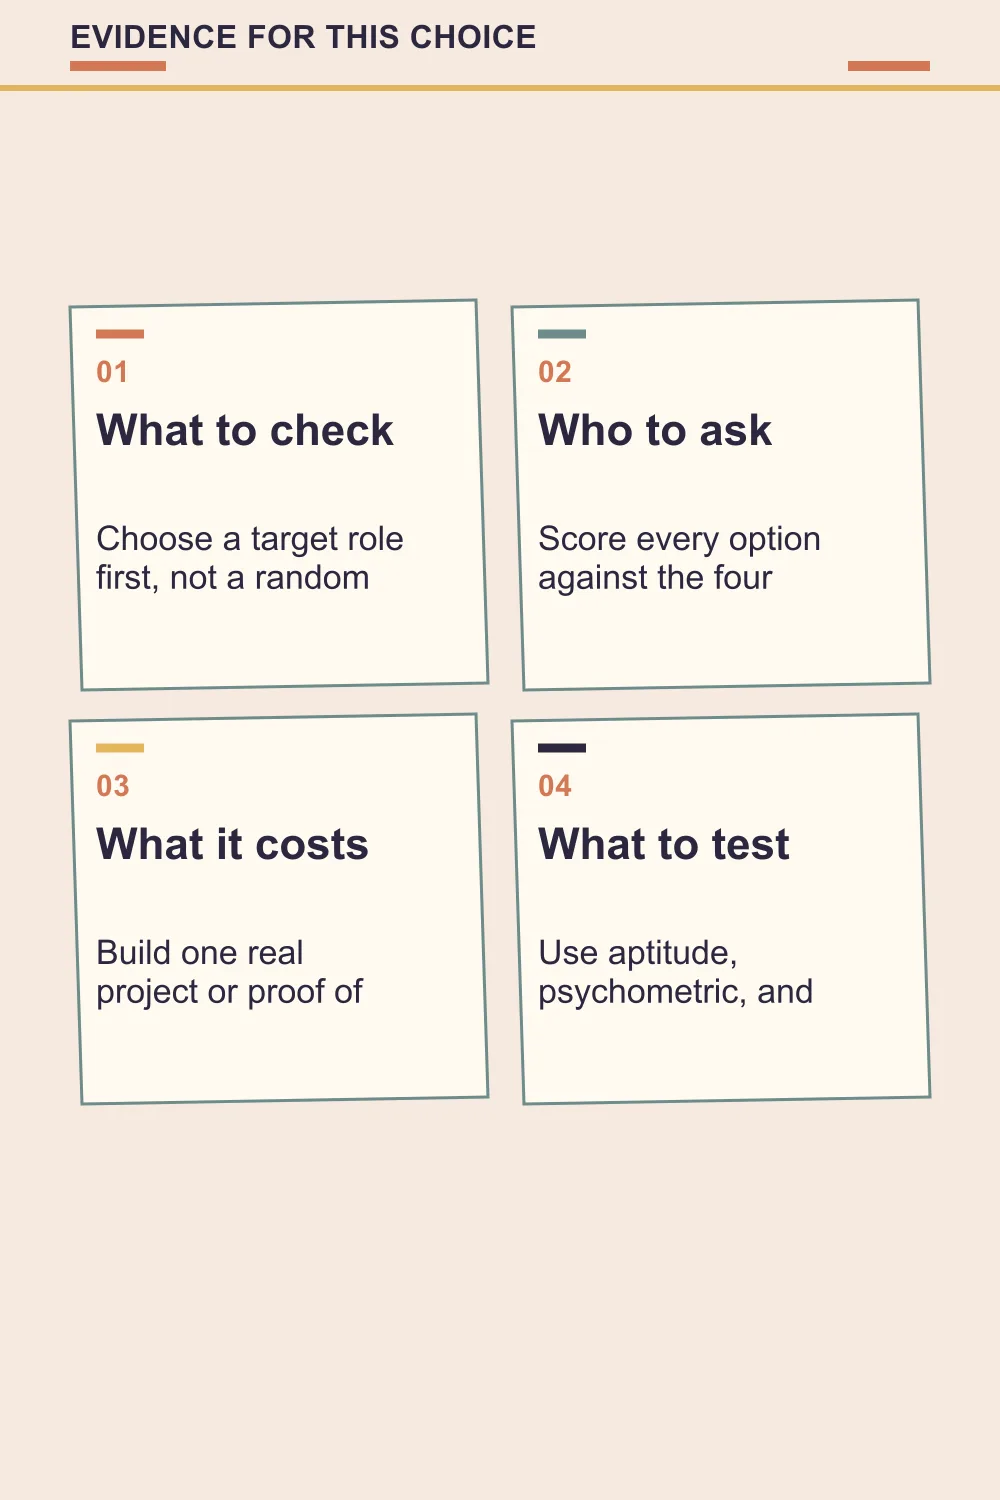 EVIDENCE FOR THIS CHOICE
01
What to check
Choose a target role
first, not a random
02
Who to ask
Score every option
against the four
03
What it costs
Build one real
project or proof of
04
What to test
Use aptitude,
psychometric, and